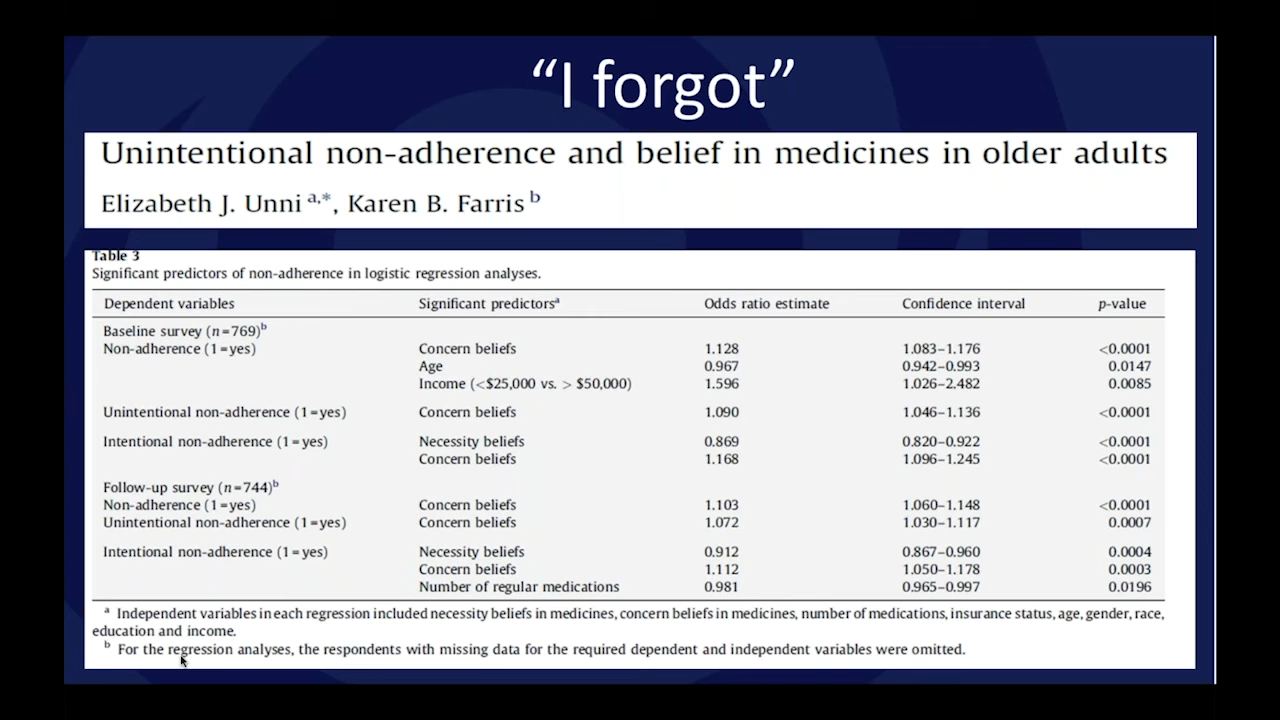 “I forgot”
Unintentional non-adherence and belief in medicines in older adults
Elizabeth J. Unni a,*, Karen B. Farris b
Table 3
Significant predictors of non-adherence in logistic regression analyses.
Dependent variables Significant predictorsa Odds ratio estimate Confidence interval p-value
Baseline survey (n=769)b
Non-adherence (1=yes) Concern beliefs 1.128 1.083–1.176 <0.0001
Age 0.967 0.942–0.993 0.0147
Income (<$25,000 vs. > $50,000) 1.596 1.026–2.482 0.0085
Unintentional non-adherence (1=yes) Concern beliefs 1.090 1.046–1.136 <0.0001
Intentional non-adherence (1=yes) Necessity beliefs 0.869 0.820–0.922 <0.0001
Concern beliefs 1.168 1.096–1.245 <0.0001
Follow-up survey (n=744)b
Non-adherence (1=yes) Concern beliefs 1.103 1.060–1.148 <0.0001
Unintentional non-adherence (1=yes) Concern beliefs 1.072 1.030–1.117 0.0007
Intentional non-adherence (1=yes) Necessity beliefs 0.912 0.867–0.960 0.0004
Concern beliefs 1.112 1.050–1.178 0.0003
Number of regular medications 0.981 0.965–0.997 0.0196
a Independent variables in each regression included necessity beliefs in medicines, concern beliefs in medicines, number of medications, insurance status, age, gender, race,
education and income.
b For the regression analyses, the respondents with missing data for the required dependent and independent variables were omitted.